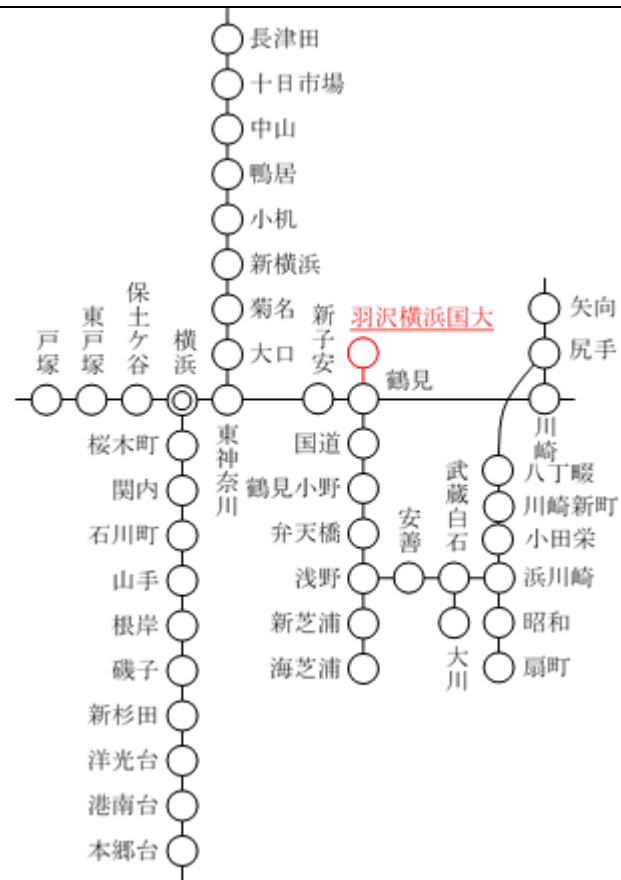 長津田
十日市場
中山
鴨居
小机
新横浜
菊名
大口
羽沢横浜国大
矢向
尻手
戸塚
東戸塚
保土ケ谷
横浜
新子安
鶴見
川崎
東神奈川
桜木町
関内
石川町
山手
根岸
磯子
新杉田
洋光台
港南台
本郷台
国道
鶴見小野
弁天橋
浅野
新芝浦
海芝浦
安善
武蔵白石
大川
八丁畷
川崎新町
小田栄
浜川崎
昭和
扇町